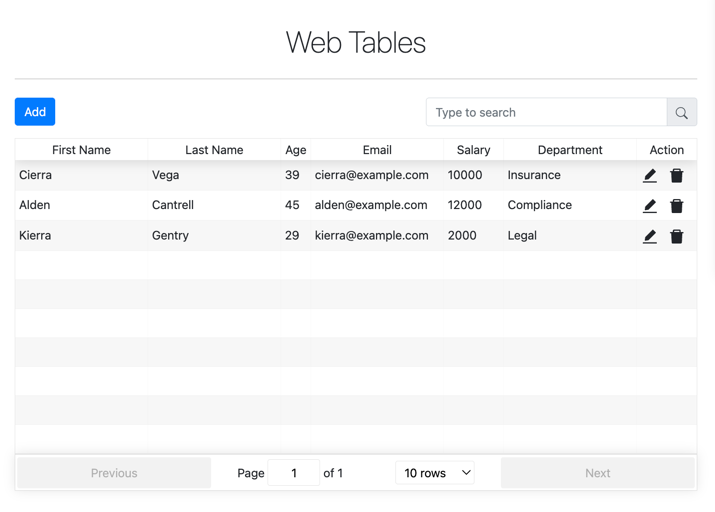 Web Tables
Add
Type to search
First Name Last Name Age Email Salary Department Action
Cierra Vega 39 cierra@example.com 10000 Insurance
Alden Cantrell 45 alden@example.com 12000 Compliance
Kierra Gentry 29 kierra@example.com 2000 Legal
Previous Page 1 of 1 10 rows Next